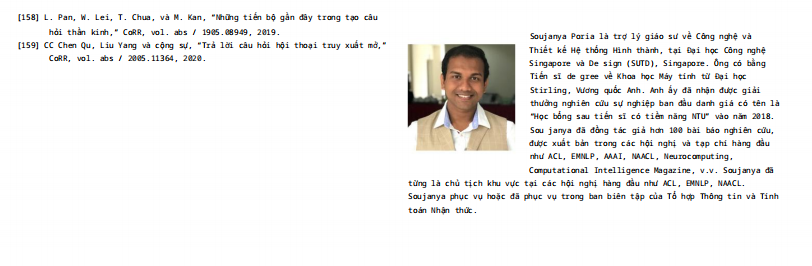 [158] L. Pan, W. Lei, T. Chua, và M. Kan, “Những tiến bộ gần đây trong tạo câu
hỏi thần kinh,” CoRR, vol. abs / 1905.08949, 2019.
[159] CC Chen Qu, Liu Yang và cộng sự, “Trả lời câu hỏi hội thoại truy xuất mở,”
CoRR, vol. abs / 2005.11364, 2020.
Soujanya Poria là trợ lý giáo sư về Công nghệ và
Thiết kế Hệ thống Hình thành, tại Đại học Công nghệ
Singapore và De sign (SUTD), Singapore. Ông có bằng
Tiến sĩ de gree về Khoa học Máy tính từ Đại học
Stirling, Vương quốc Anh. Anh ấy đã nhận được giải
thưởng nghiên cứu sự nghiệp ban đầu danh giá có tên là
“Học bổng sau tiến sĩ có tiềm năng NTU” vào năm 2018.
Sou janya đã đồng tác giả hơn 100 bài báo nghiên cứu,
được xuất bản trong các hội nghị và tạp chí hàng đầu
như ACL, EMNLP, AAAI, NAACL, Neurocomputing,
Computational Intelligence Magazine, v.v. Soujanya đã
từng là chủ tịch khu vực tại các hội nghị hàng đầu như ACL, EMNLP, NAACL.
Soujanya phục vụ hoặc đã phục vụ trong ban biên tập của Tổ hợp Thông tin và Tính
toán Nhận thức.